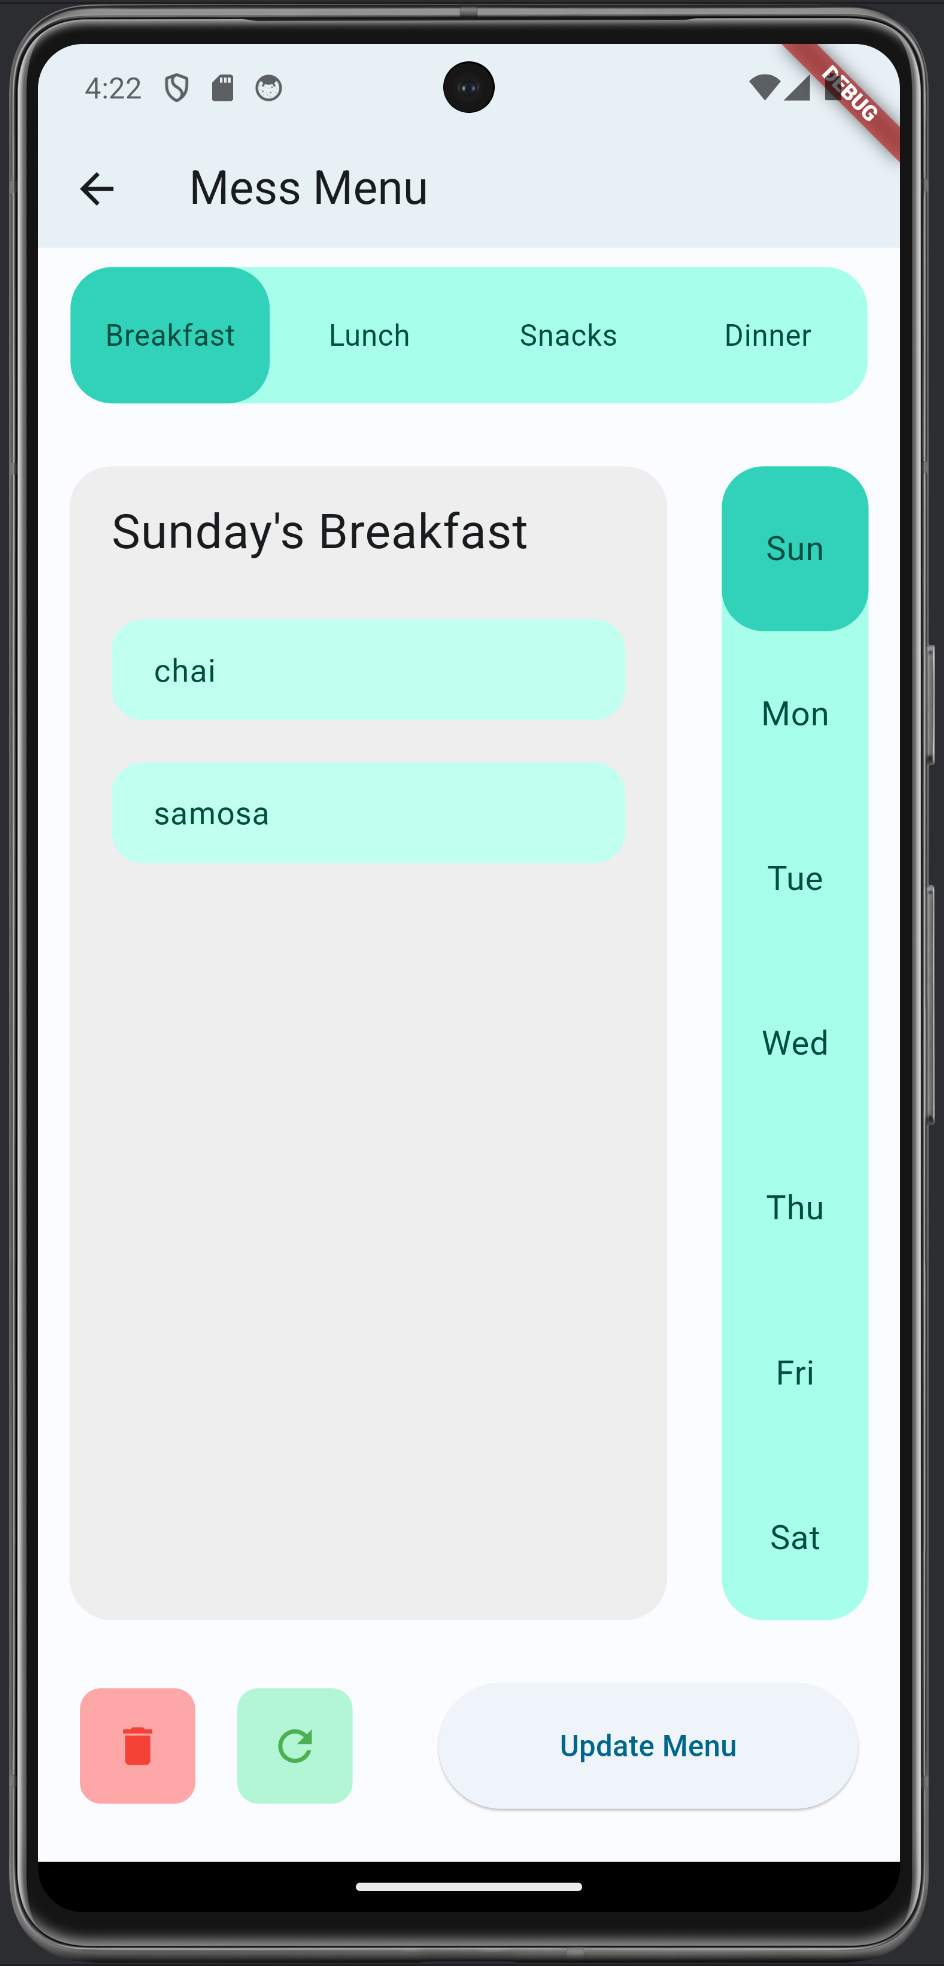 4:22
DEBUG
Mess Menu
Breakfast Lunch Snacks Dinner
Sunday's Breakfast
chai
samosa
Sun
Mon
Tue
Wed
Thu
Fri
Sat
Update Menu